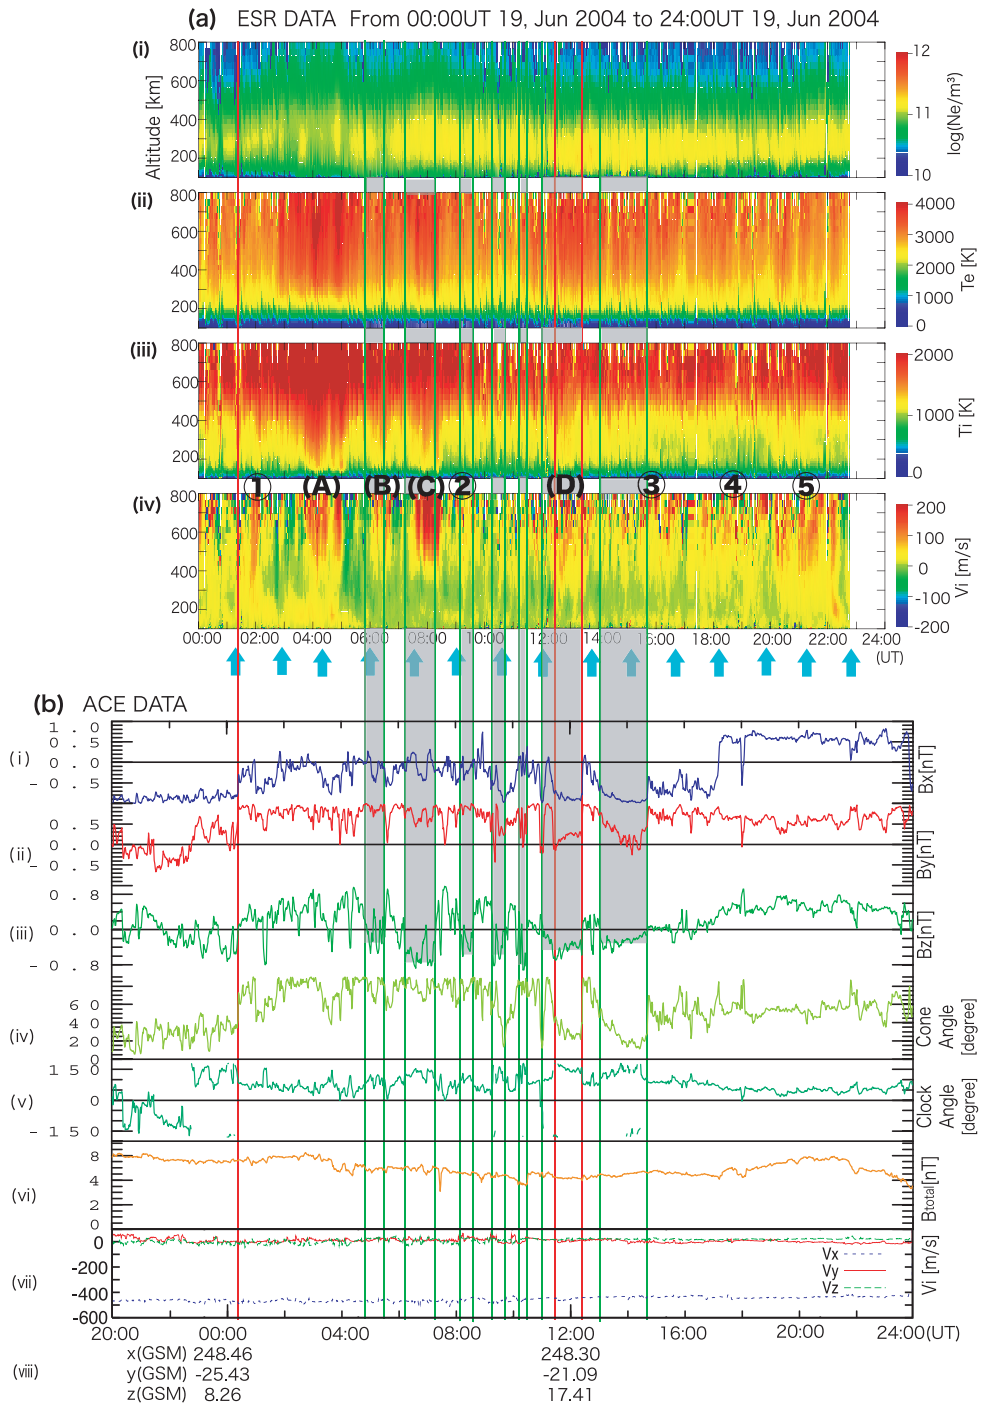 (a) ESR DATA From 00:00UT 19, Jun 2004 to 24:00UT 19, Jun 2004
(i)
800
600
400
200
Altitude [km]
12
11
10
log(Ne/m³)
(ii)
800
600
400
200
4000
3000
2000
1000
0
Te [K]
(iii)
800
600
400
200
2000
1000
0
Ti [K]
1 (A) (B) (C) 2 (D) 3 4 5
(iv)
800
600
400
200
200
100
0
-100
-200
Vi [m/s]
00:00 02:00 04:00 06:00 08:00 10:00 12:00 14:00 16:00 18:00 20:00 22:00 24:00
(UT)
(b) ACE DATA
(i)
1.0
0.5
0.0
-0.5
Bx[nT]
(ii)
0.5
0.0
-0.5
By[nT]
(iii)
0.8
0.0
-0.8
Bz[nT]
(iv)
60
40
20
0
Cone
Angle
[degree]
(v)
150
0
-150
Clock
Angle
[degree]
(vi)
8
4
2
0
Btotal[nT]
(vii)
0
-200
-400
-600
Vx
Vy
Vz
Vi [m/s]
20:00 00:00 04:00 08:00 12:00 16:00 20:00 24:00 (UT)
(viii)
x(GSM) 248.46 248.30
y(GSM) -25.43 -21.09
z(GSM) 8.26 17.41